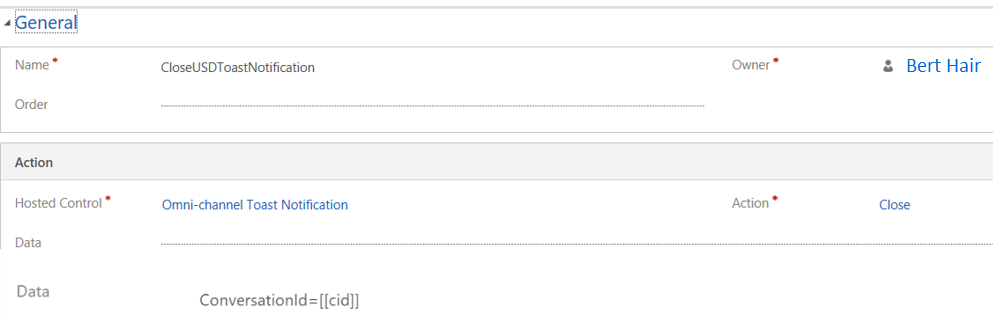 General
Name * CloseUSDToastNotification Owner * Bert Hair
Order
Action
Hosted Control * Omni-channel Toast Notification Action * Close
Data
Data ConversationId=[[cid]]